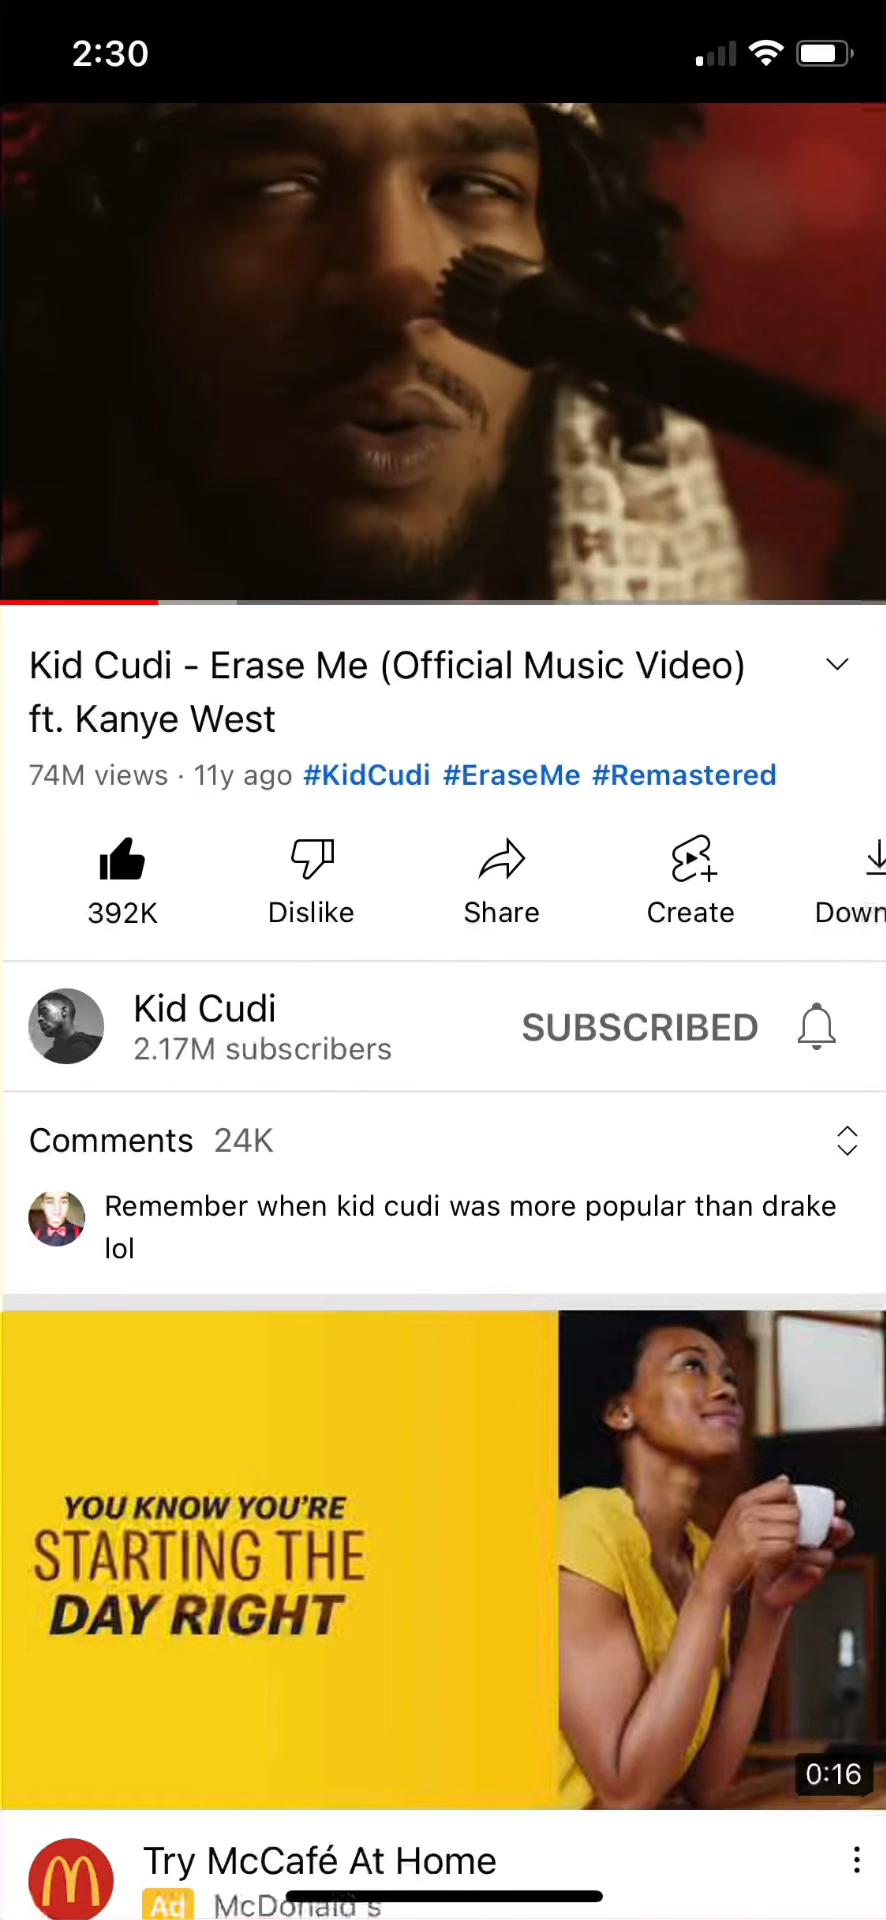 2:30
Kid Cudi - Erase Me (Official Music Video)
ft. Kanye West
74M views · 11y ago #KidCudi #EraseMe #Remastered
392K Dislike Share Create Down
Kid Cudi
2.17M subscribers
SUBSCRIBED
Comments 24K
Remember when kid cudi was more popular than drake
lol
YOU KNOW YOU'RE
STARTING THE
DAY RIGHT
0:16
Try McCafé At Home
Ad McDonald's